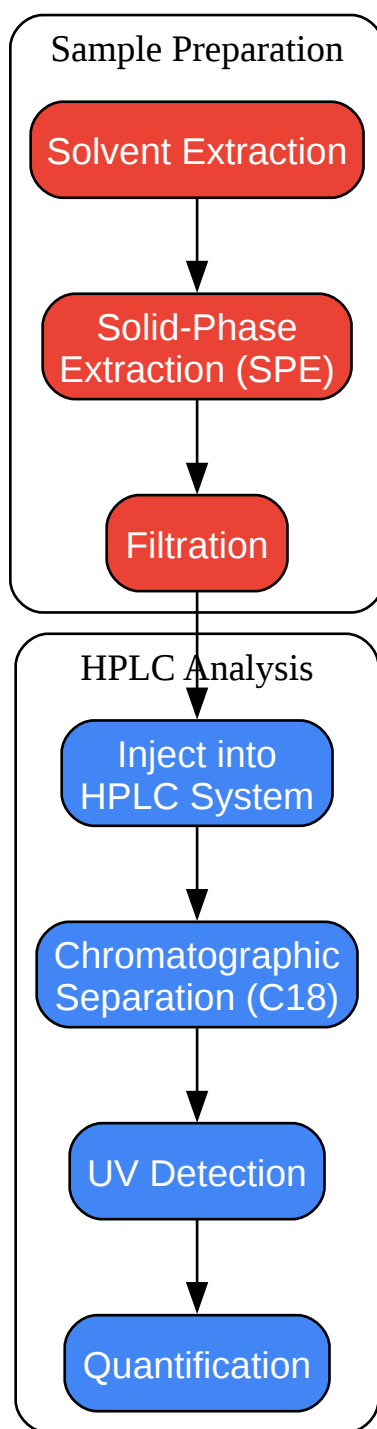 Sample Preparation
Solvent Extraction
Solid-Phase
Extraction (SPE)
Filtration
HPLC Analysis
Inject into
HPLC System
Chromatographic
Separation (C18)
UV Detection
Quantification